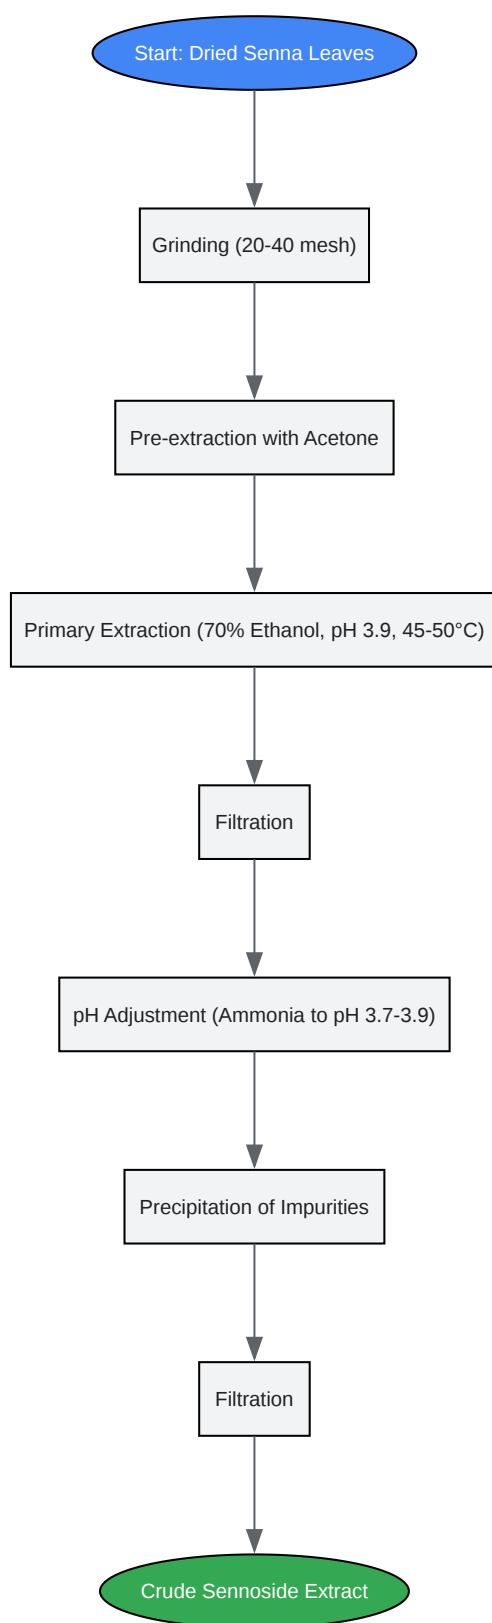 Start: Dried Senna Leaves
Grinding (20-40 mesh)
Pre-extraction with Acetone
Primary Extraction (70% Ethanol, pH 3.9, 45-50°C)
Filtration
pH Adjustment (Ammonia to pH 3.7-3.9)
Precipitation of Impurities
Filtration
Crude Sennoside Extract